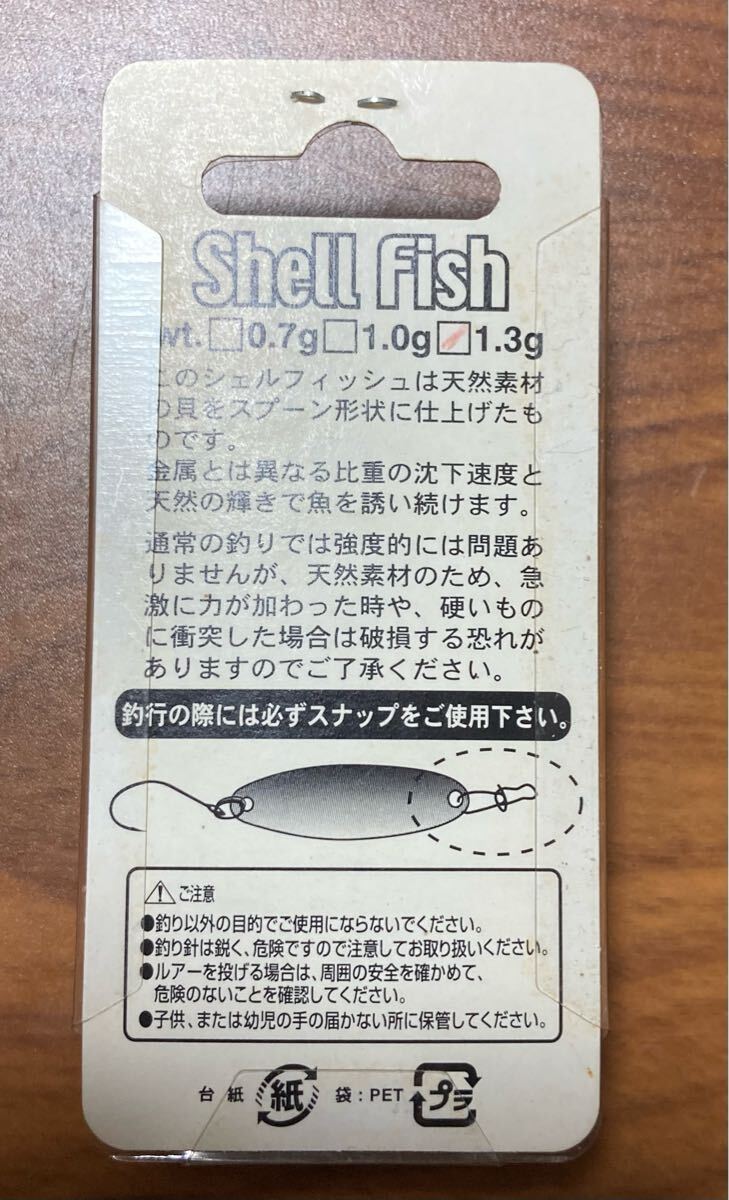 Shell Fish
wt. □0.7g□1.0g□1.3g
このシェルフィッシュは天然素材
の貝をスプーン形状に仕上げたも
のです。
金属とは異なる比重の沈下速度と
天然の輝きで魚を誘い続けます。
通常の釣りでは強度的には問題あ
りませんが、天然素材のため、急
激に力が加わった時や、硬いもの
に衝突した場合は破損する恐れが
ありますのでご了承ください。
釣行の際には必ずスナップをご使用下さい。
ご注意
●釣り以外の目的でご使用にならないでください。
●釣り針は鋭く、危険ですので注意してお取り扱いください。
●ルアーを投げる場合は、周囲の安全を確かめて、
危険のないことを確認してください。
●子供、または幼児の手の届かない所に保管してください。
台紙 紙 袋：PET プラ